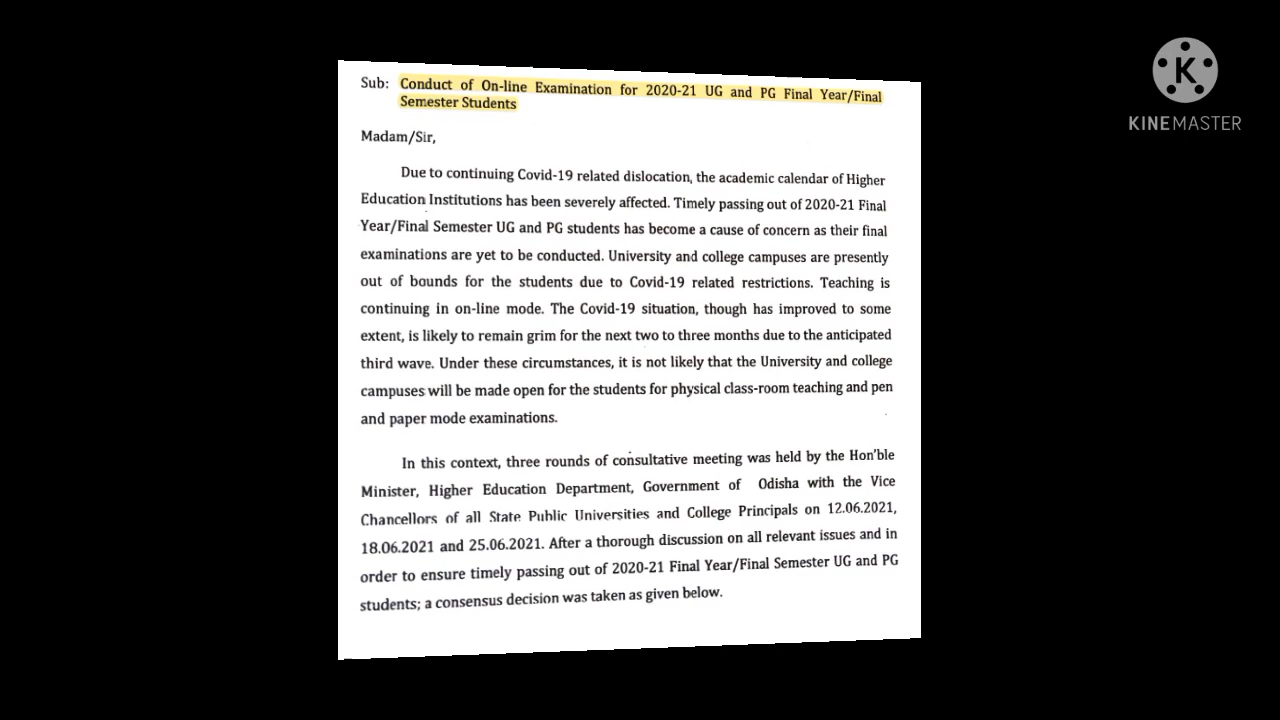 Sub: Conduct of On-line Examination for 2020-21 UG and PG Final Year/Final
Semester Students
Madam/Sir,
Due to continuing Covid-19 related dislocation, the academic calendar of Higher
Education Institutions has been severely affected. Timely passing out of 2020-21 Final
Year/Final Semester UG and PG students has become a cause of concern as their final
examinations are yet to be conducted. University and college campuses are presently
out of bounds for the students due to Covid-19 related restrictions. Teaching is
continuing in on-line mode. The Covid-19 situation, though has improved to some
extent, is likely to remain grim for the next two to three months due to the anticipated
third wave. Under these circumstances, it is not likely that the University and college
campuses will be made open for the students for physical class-room teaching and pen
and paper mode examinations.
In this context, three rounds of consultative meeting was held by the Hon'ble
Minister, Higher Education Department, Government of Odisha with the Vice
Chancellors of all State Public Universities and College Principals on 12.06.2021,
18.06.2021 and 25.06.2021. After a thorough discussion on all relevant issues and in
order to ensure timely passing out of 2020-21 Final Year/Final Semester UG and PG
students; a consensus decision was taken as given below.
K
KINEMASTER